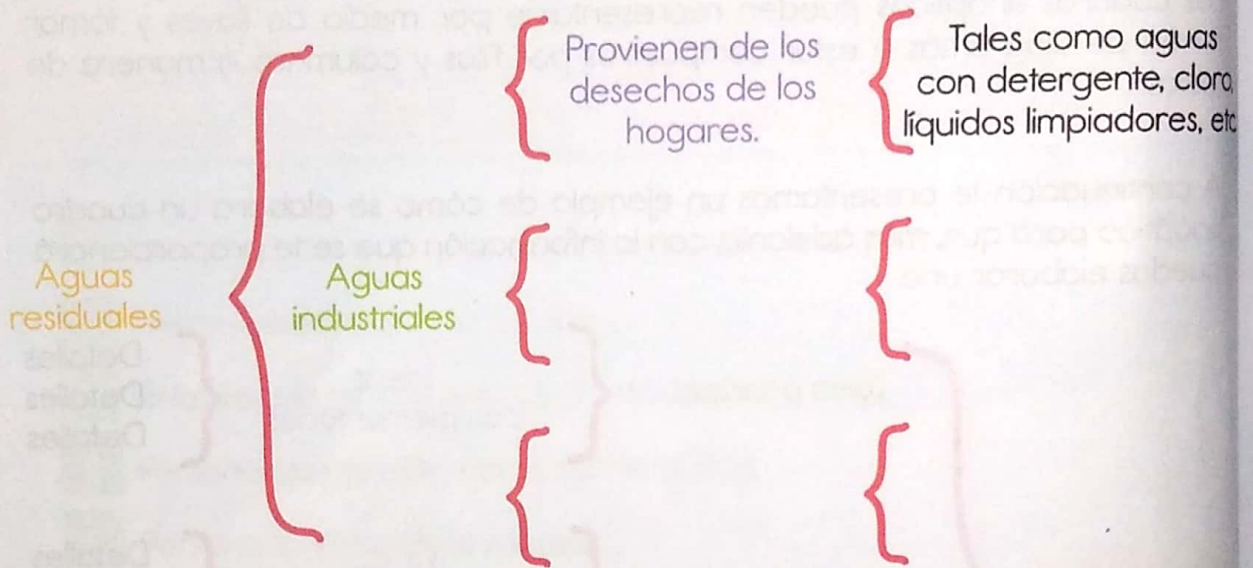 Provienen de los
desechos de los
hogares.
Tales como aguas
con detergente, cloro,
líquidos limpiadores, etc
Aguas
residuales
Aguas
industriales